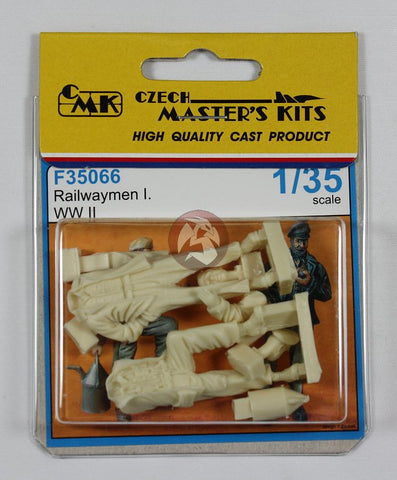 CMK
CZECH
MASTER'S KITS
HIGH QUALITY CAST PRODUCT
F35066
Railwaymen I.
WW II
1/35
scale